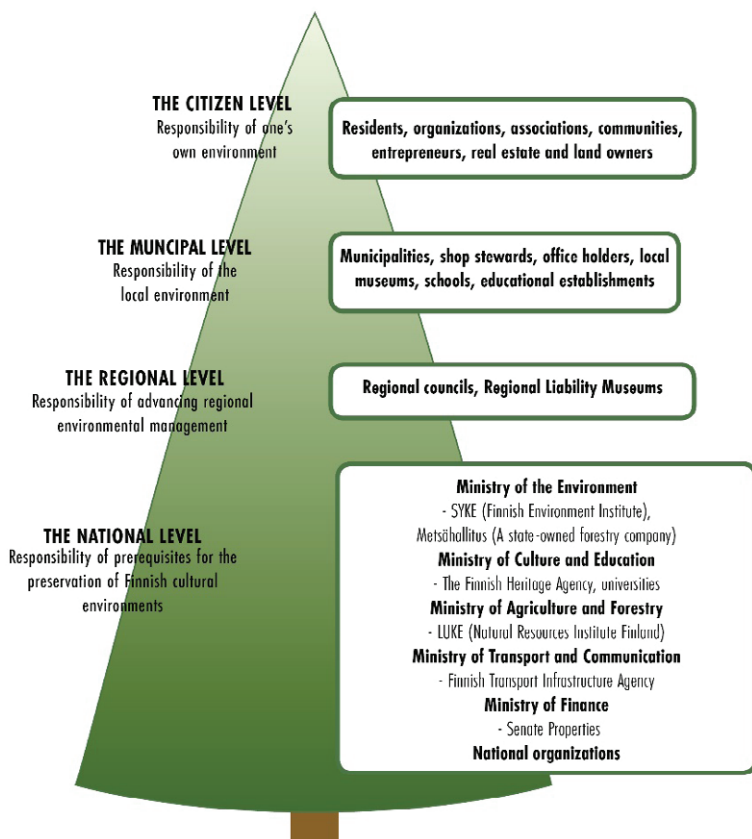 THE CITIZEN LEVEL
Responsibility of one's
own environment
Residents, organizations, associations, communities,
entrepreneurs, real estate and land owners
THE MUNCIPAL LEVEL
Responsibility of the
local environment
Municipalities, shop stewards, office holders, local
museums, schools, educational establishments
THE REGIONAL LEVEL
Responsibility of advancing regional
environmental management
Regional councils, Regional Liability Museums
THE NATIONAL LEVEL
Responsibility of prerequisites for the
preservation of Finnish cultural
environments
Ministry of the Environment
- SYKE (Finnish Environment Institute),
Metsähallitus (A state-owned forestry company)
Ministry of Culture and Education
- The Finnish Heritage Agency, universities
Ministry of Agriculture and Forestry
- LUKE (Natural Resources Institute Finland)
Ministry of Transport and Communication
- Finnish Transport Infrastructure Agency
Ministry of Finance
- Senate Properties
National organizations